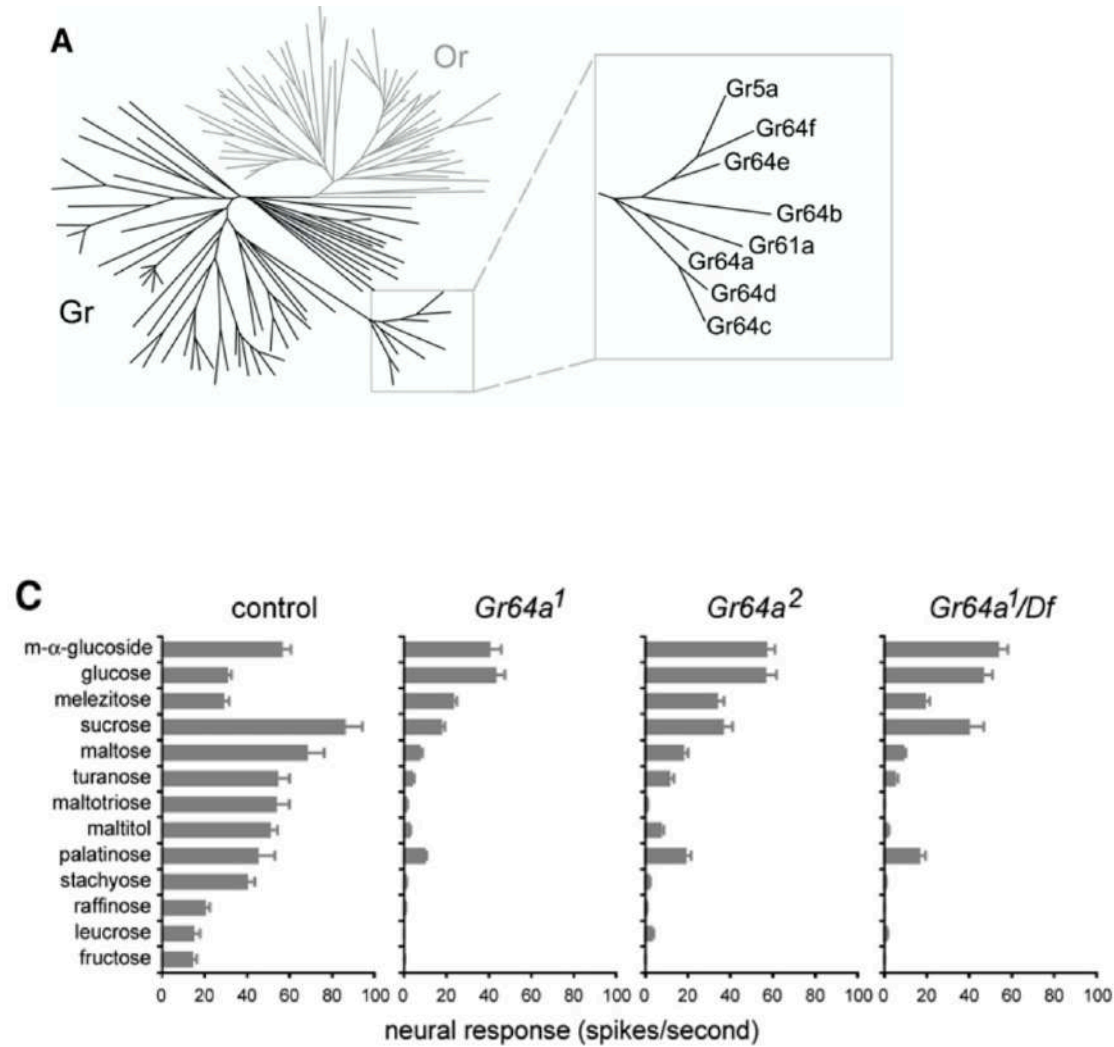 A
Or
Gr
Gr5a
Gr64f
Gr64e
Gr64b
Gr61a
Gr64a
Gr64d
Gr64c
C
control Gr64a¹ Gr64a² Gr64a¹/Df
m-α-glucoside
glucose
melezitose
sucrose
maltose
turanose
maltotriose
maltitol
palatinose
stachyose
raffinose
leucrose
fructose
0 20 40 60 80 100 0 20 40 60 80 100 0 20 40 60 80 100 0 20 40 60 80 100
neural response (spikes/second)